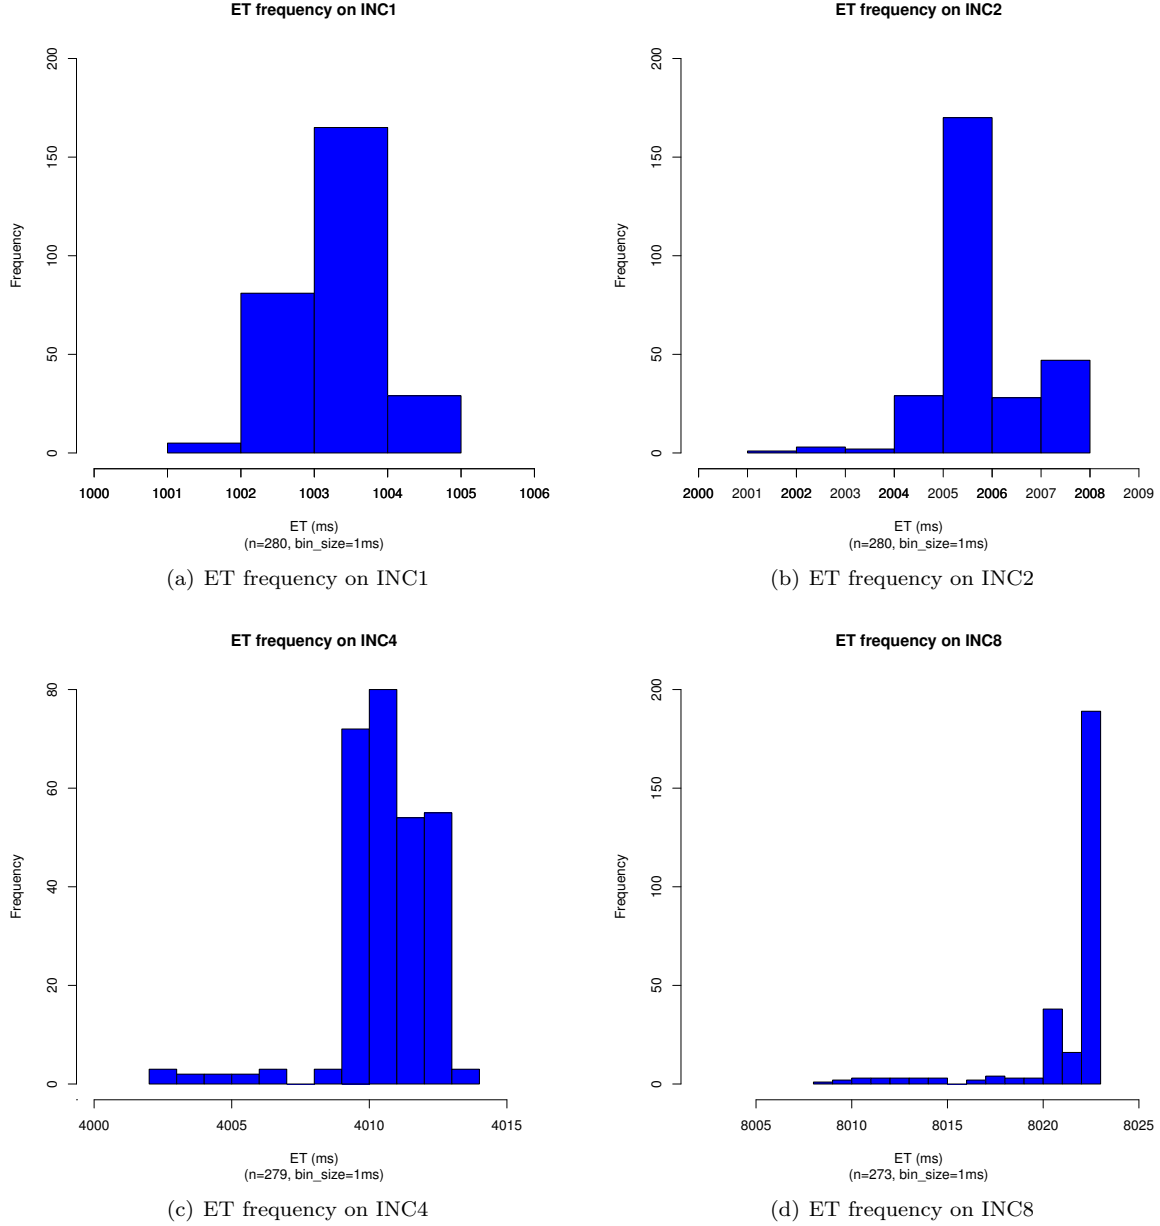 ET frequency on INC1
200
150
100
50
0
Frequency
1000 1001 1002 1003 1004 1005 1006
ET (ms)
(n=280, bin_size=1ms)
(a) ET frequency on INC1
ET frequency on INC2
200
150
100
50
0
Frequency
2000 2001 2002 2003 2004 2005 2006 2007 2008 2009
ET (ms)
(n=280, bin_size=1ms)
(b) ET frequency on INC2
ET frequency on INC4
80
60
40
20
0
Frequency
4000 4005 4010 4015
ET (ms)
(n=279, bin_size=1ms)
(c) ET frequency on INC4
ET frequency on INC8
200
150
100
50
0
Frequency
8005 8010 8015 8020 8025
ET (ms)
(n=273, bin_size=1ms)
(d) ET frequency on INC8